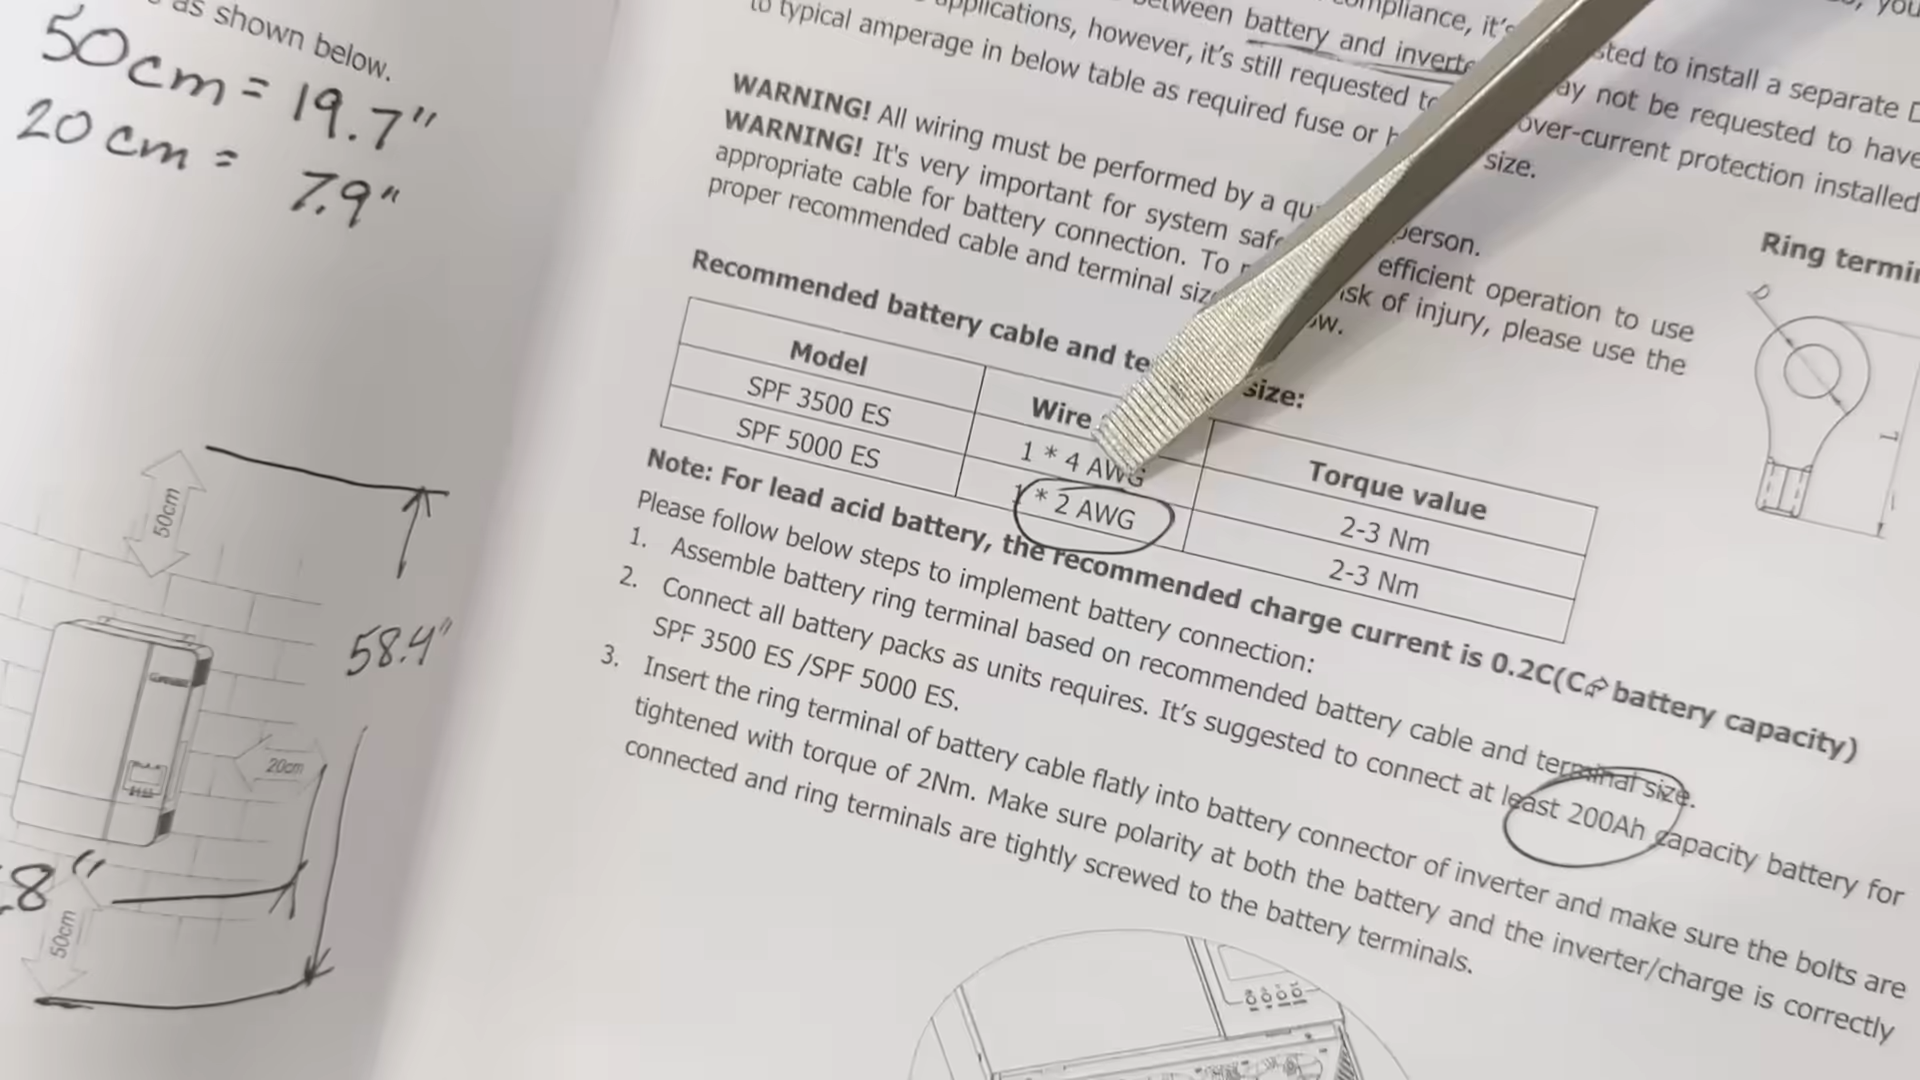 as shown below.
50cm = 19.7"
20cm = 7.9"
50cm
58.4"
20cm
8"
50cm
compliance, it's
sted to install a separate
between battery and
ay not be requested to have
applications, however, it's still requested
over-current protection installed
to typical amperage in below table as required fuse or
size.
WARNING! All wiring must be performed by a
person.
WARNING! It's very important for system
efficient operation to use
appropriate cable for battery connection. To
of injury, please use the
proper recommended cable and terminal
Recommended battery cable and
size:
Model Wire Torque value
SPF 3500 ES 1 * 4 AWG 2-3 Nm
SPF 5000 ES 1 * 2 AWG 2-3 Nm
Note: For lead acid battery, the recommended charge current is 0.2C(C battery capacity)
Please follow below steps to implement battery connection:
1. Assemble battery ring terminal based on recommended battery cable and terminal size.
2. Connect all battery packs as units requires. It's suggested to connect at least 200Ah capacity battery for
SPF 3500 ES /SPF 5000 ES.
3. Insert the ring terminal of battery cable flatly into battery connector of inverter and make sure the bolts are
tightened with torque of 2Nm. Make sure polarity at both the battery and the inverter/charge is correctly
connected and ring terminals are tightly screwed to the battery terminals.
Ring
D
L